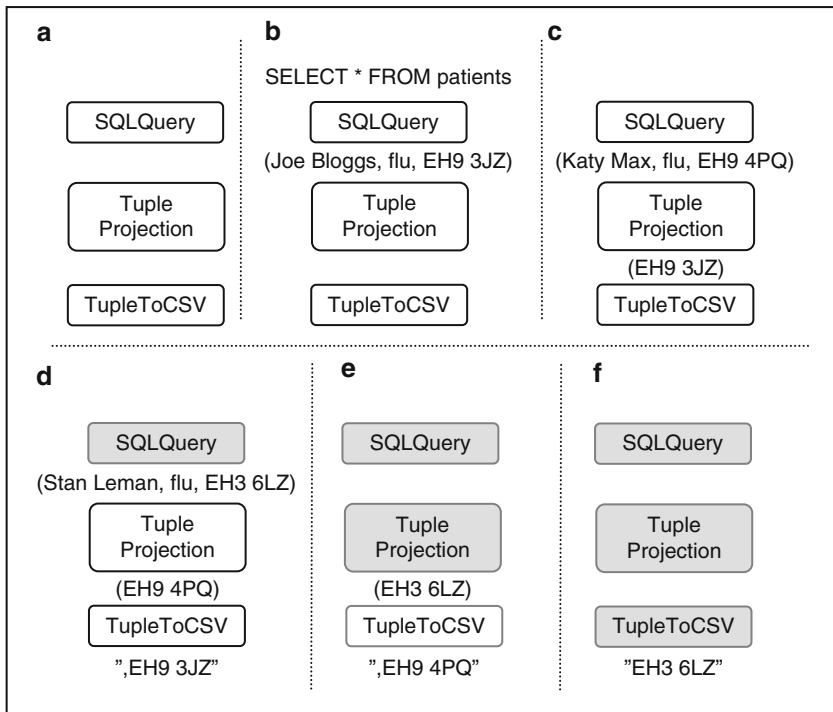 a
SQLQuery
Tuple
Projection
TupleToCSV
b
SELECT * FROM patients
SQLQuery
(Joe Bloggs, flu, EH9 3JZ)
Tuple
Projection
TupleToCSV
c
SQLQuery
(Katy Max, flu, EH9 4PQ)
Tuple
Projection
(EH9 3JZ)
TupleToCSV
d
SQLQuery
(Stan Leman, flu, EH3 6LZ)
Tuple
Projection
(EH9 4PQ)
TupleToCSV
”,EH9 3JZ”
e
SQLQuery
Tuple
Projection
(EH3 6LZ)
TupleToCSV
”,EH9 4PQ”
f
SQLQuery
Tuple
Projection
TupleToCSV
”EH3 6LZ”